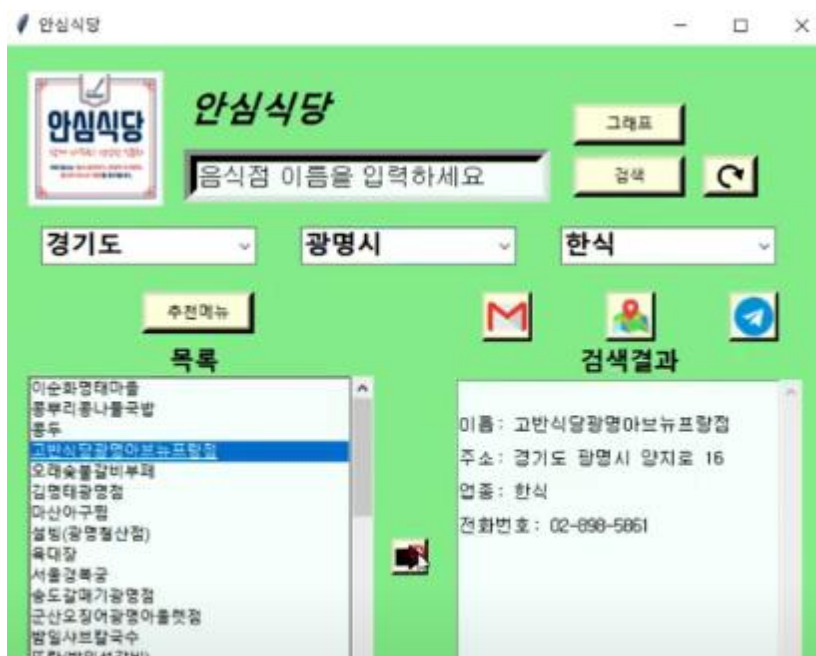 안심식당
안심식당
안심식당
그래프
음식점 이름을 입력하세요
검색
경기도
광명시
한식
추천메뉴
목록
검색결과
이순화명태마을
콩뿌리콩나물국밥
콩두
고반식당광명아브뉴프랑점
오래숯불갈비부페
김명태광명점
마산아구찜
설빙(광명철산점)
육대장
서울경복궁
송도갈매기광명점
군산오징어광명아울렛점
밤일샤브칼국수
이름: 고반식당광명아브뉴프랑점
주소: 경기도 광명시 양지로 16
업종: 한식
전화번호: 02-898-5861